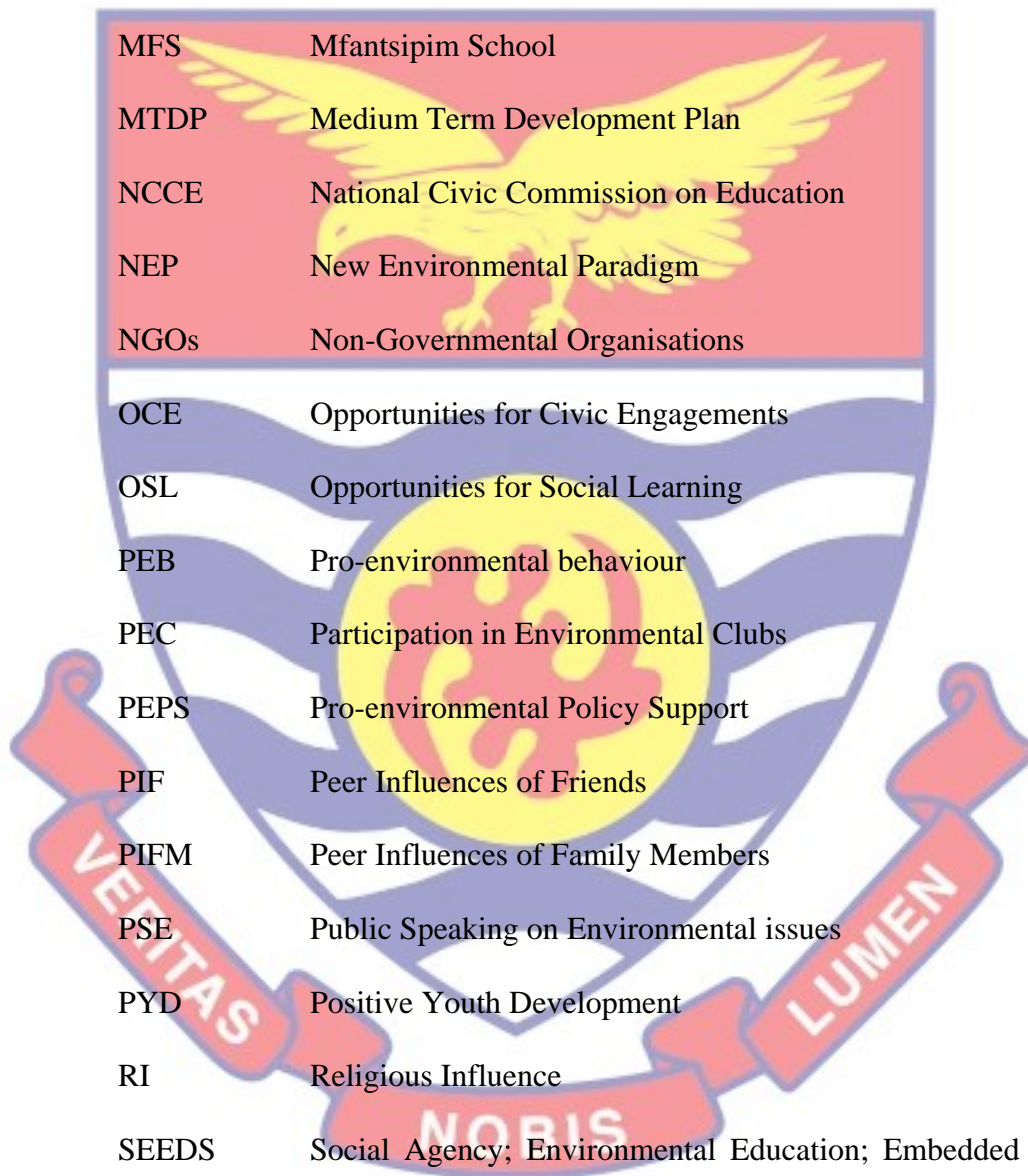 MFS Mfantsipim School
MTDP Medium Term Development Plan
NCCE National Civic Commission on Education
NEP New Environmental Paradigm
NGOs Non-Governmental Organisations
OCE Opportunities for Civic Engagements
OSL Opportunities for Social Learning
PEB Pro-environmental behaviour
PEC Participation in Environmental Clubs
PEPS Pro-environmental Policy Support
PIF Peer Influences of Friends
PIFM Peer Influences of Family Members
PSE Public Speaking on Environmental issues
PYD Positive Youth Development
RI Religious Influence
SEEDS Social Agency; Environmental Education; Embedded
VERITAS
NOBIS
LUMEN